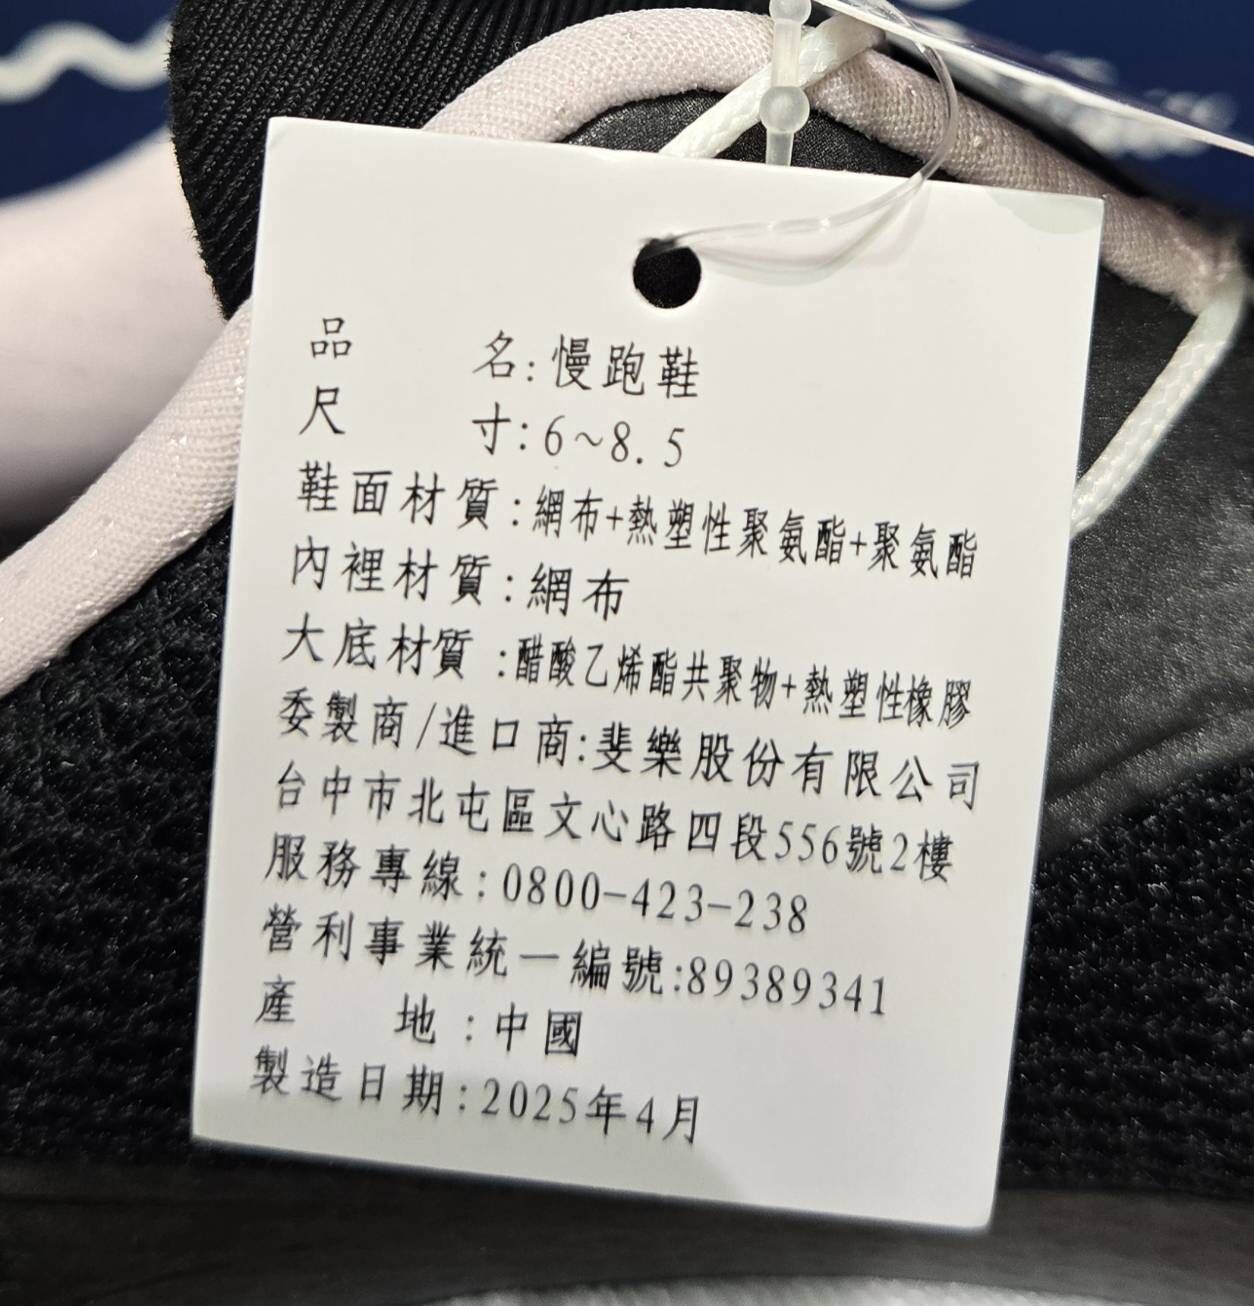 品 名:慢跑鞋
尺 寸:6~8.5
鞋面材質:網布+熱塑性聚氨酯+聚氨酯
內裡材質:網布
大底材質:醋酸乙烯酯共聚物+熱塑性橡膠
委製商/進口商:斐樂股份有限公司
台中市北屯區文心路四段556號2樓
服務專線:0800-423-238
營利事業統一編號:89389341
產 地:中國
製造日期:2025年4月